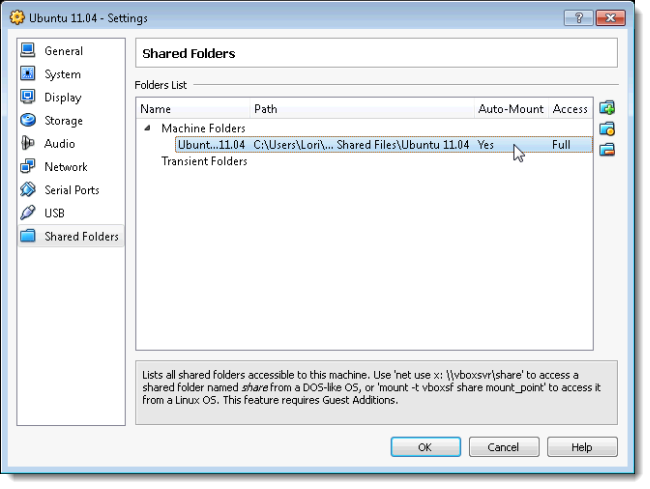 Ubuntu 11.04 - Settings
General
System
Display
Storage
Audio
Network
Serial Ports
USB
Shared Folders
Shared Folders
Folders List
Name Path Auto-Mount Access
Machine Folders
Ubunt...11.04 C:\Users\Lori\... Shared Files\Ubuntu 11.04 Yes Full
Transient Folders
Lists all shared folders accessible to this machine. Use 'net use x: \\vboxsvr\share' to access a
shared folder named share from a DOS-like OS, or 'mount -t vboxsf share mount_point' to access it
from a Linux OS. This feature requires Guest Additions.
OK Cancel Help